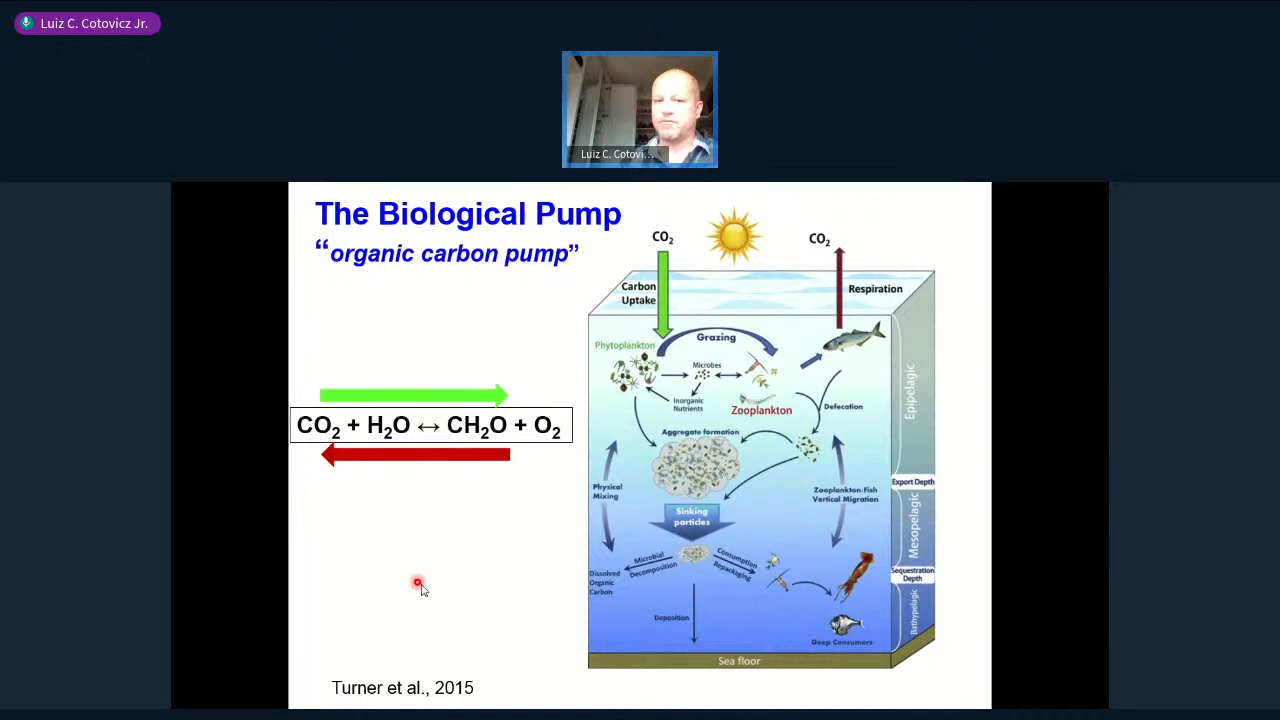 Luiz C. Cotovicz Jr.
Luiz C. Cotovi...
The Biological Pump
“organic carbon pump”
CO2
CO2
Carbon
Uptake
Respiration
Phytoplankton
Grazing
Microbes
Inorganic
Nutrients
Zooplankton
Defecation
Epipelagic
CO2 + H2O ↔ CH2O + O2
Aggregate formation
Physical
Mixing
Zooplankton-Fish
Vertical Migration
Export Depth
Sinking
particles
Mesopelagic
Microbial
Decomposition
Consumption
Repackaging
Dissolved
Organic
Carbon
Sequestration
Depth
Bathypelagic
Deposition
Deep Consumers
Sea floor
Turner et al., 2015